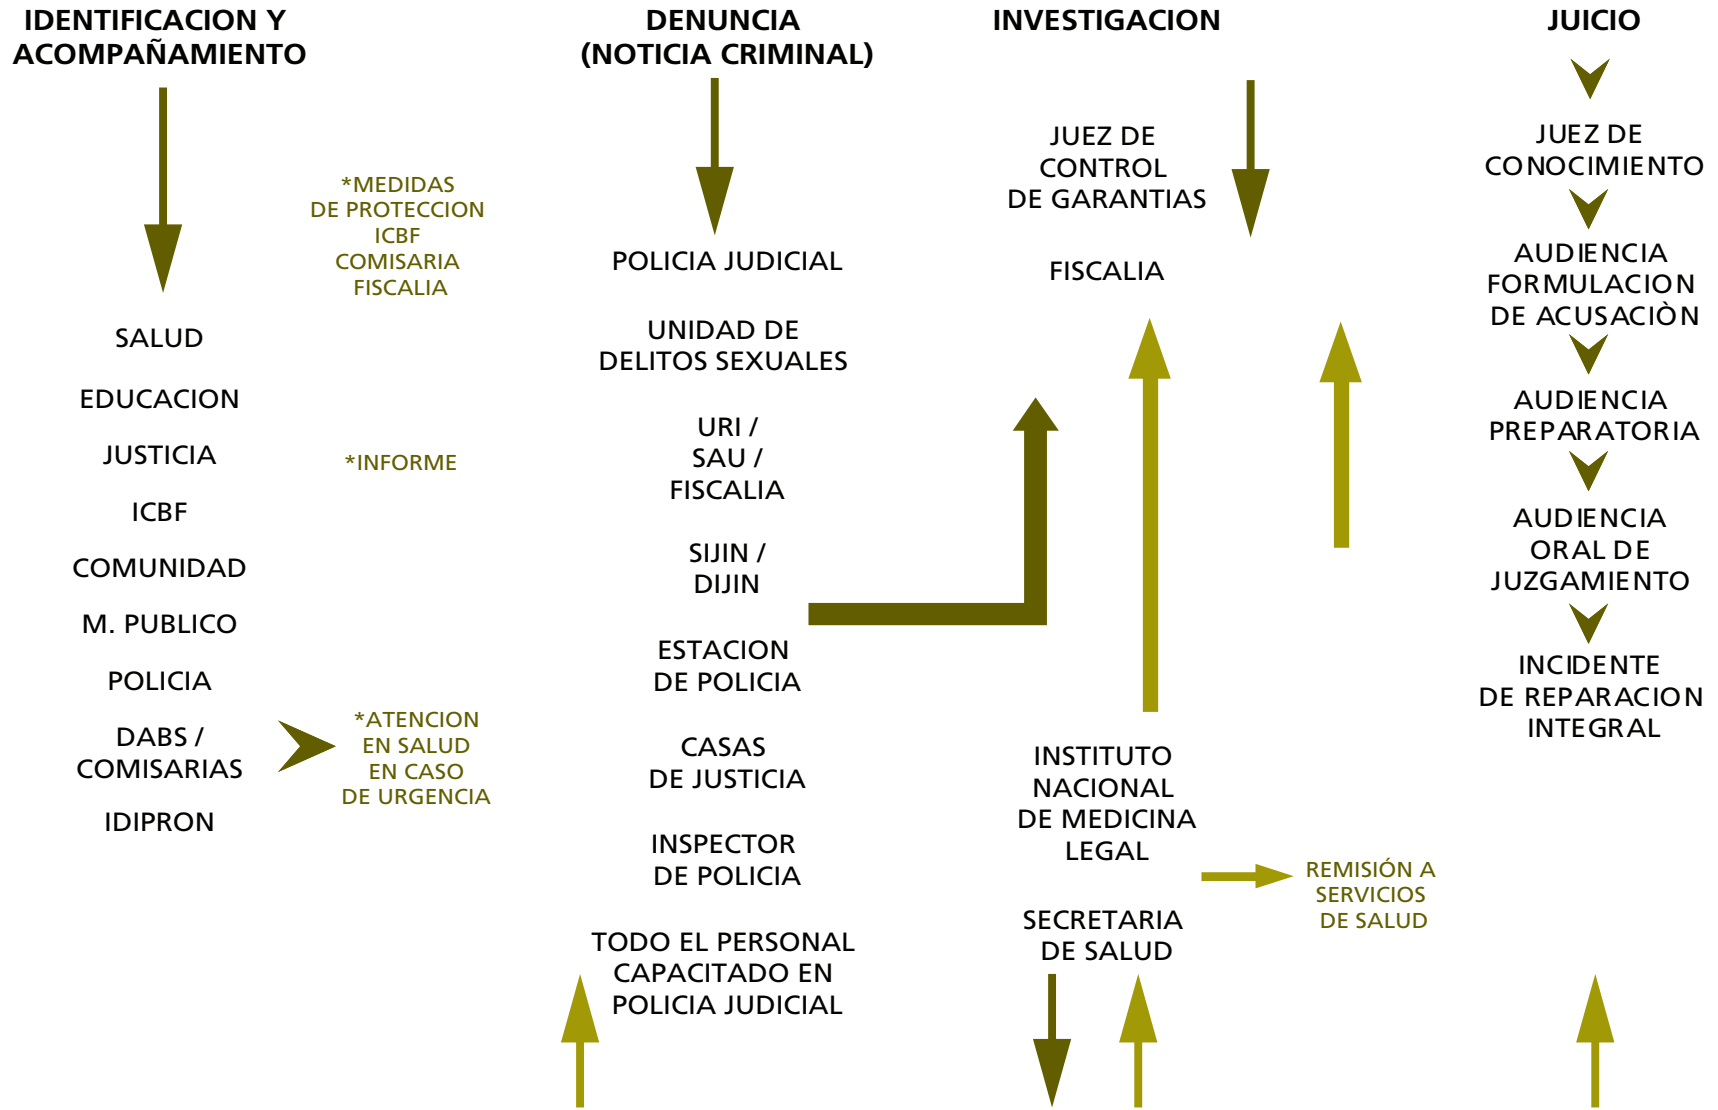 IDENTIFICACION Y
ACOMPAÑAMIENTO
SALUD
EDUCACION
JUSTICIA
ICBF
COMUNIDAD
M. PUBLICO
POLICIA
DABS /
COMISARIAS
IDIPRON
*MEDIDAS
DE PROTECCION
ICBF
COMISARIA
FISCALIA
*INFORME
*ATENCION
EN SALUD
EN CASO
DE URGENCIA
DENUNCIA
(NOTICIA CRIMINAL)
POLICIA JUDICIAL
UNIDAD DE
DELITOS SEXUALES
URI /
SAU /
FISCALIA
SIJIN /
DIJIN
ESTACION
DE POLICIA
CASAS
DE JUSTICIA
INSPECTOR
DE POLICIA
TODO EL PERSONAL
CAPACITADO EN
POLICIA JUDICIAL
INVESTIGACION
JUEZ DE
CONTROL
DE GARANTIAS
FISCALIA
INSTITUTO
NACIONAL
DE MEDICINA
LEGAL
SECRETARIA
DE SALUD
REMISIÓN A
SERVICIOS
DE SALUD
JUICIO
JUEZ DE
CONOCIMIENTO
AUDIENCIA
FORMULACION
DE ACUSACIÒN
AUDIENCIA
PREPARATORIA
AUDIENCIA
ORAL DE
JUZGAMIENTO
INCIDENTE
DE REPARACION
INTEGRAL